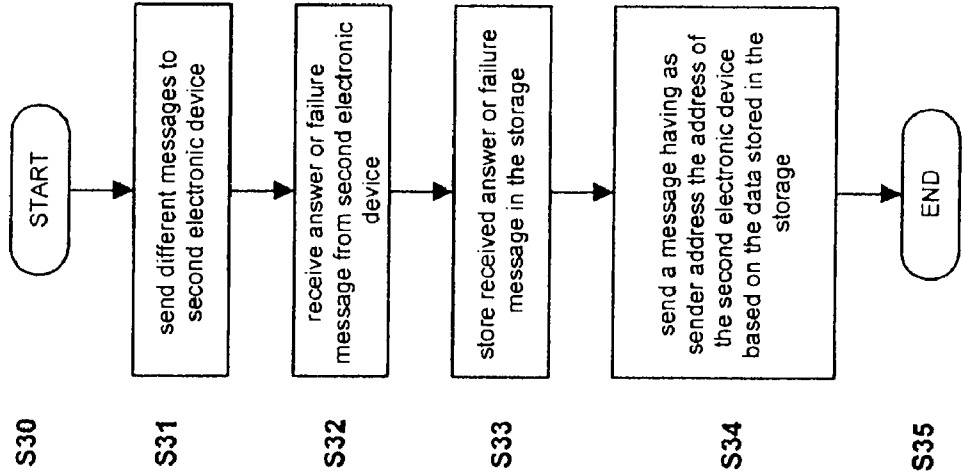 S30
START
S31
send different messages to
second electronic device
S32
receive answer or failure
message from second electronic
device
S33
store received answer or failure
message in the storage
S34
send a message having as
sender address the address of
the second electronic device
based on the data stored in the
storage
S35
END